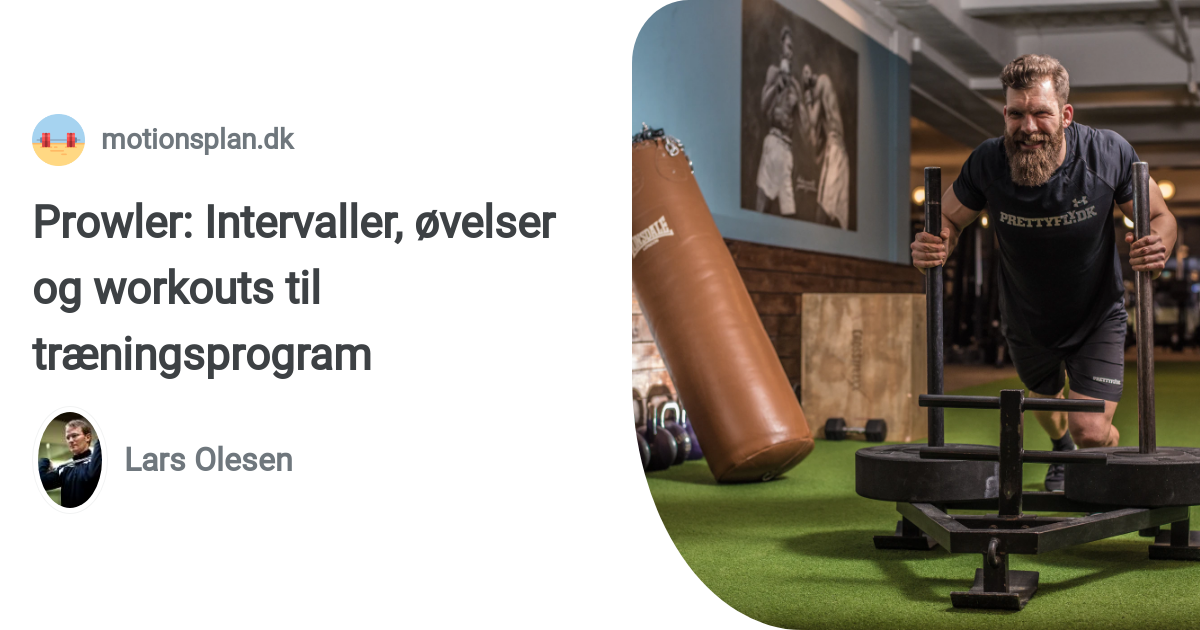 motionsplan.dk
Prowler: Intervaller, øvelser
og workouts til
træningsprogram
Lars Olesen
LONSDALE
PRETTYFIT.DK